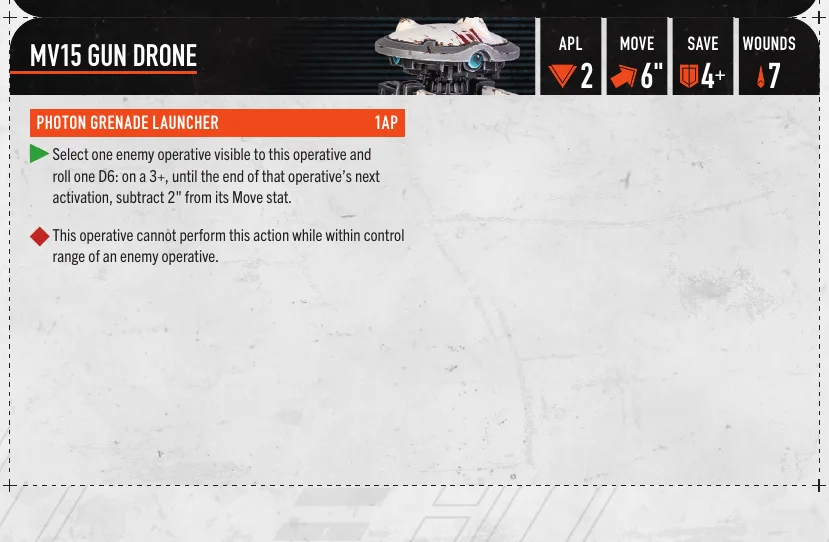 MV15 GUN DRONE
APL
2
MOVE
6"
SAVE
4+
WOUNDS
7
PHOTON GRENADE LAUNCHER 1AP
Select one enemy operative visible to this operative and
roll one D6: on a 3+, until the end of that operative's next
activation, subtract 2" from its Move stat.
This operative cannot perform this action while within control
range of an enemy operative.